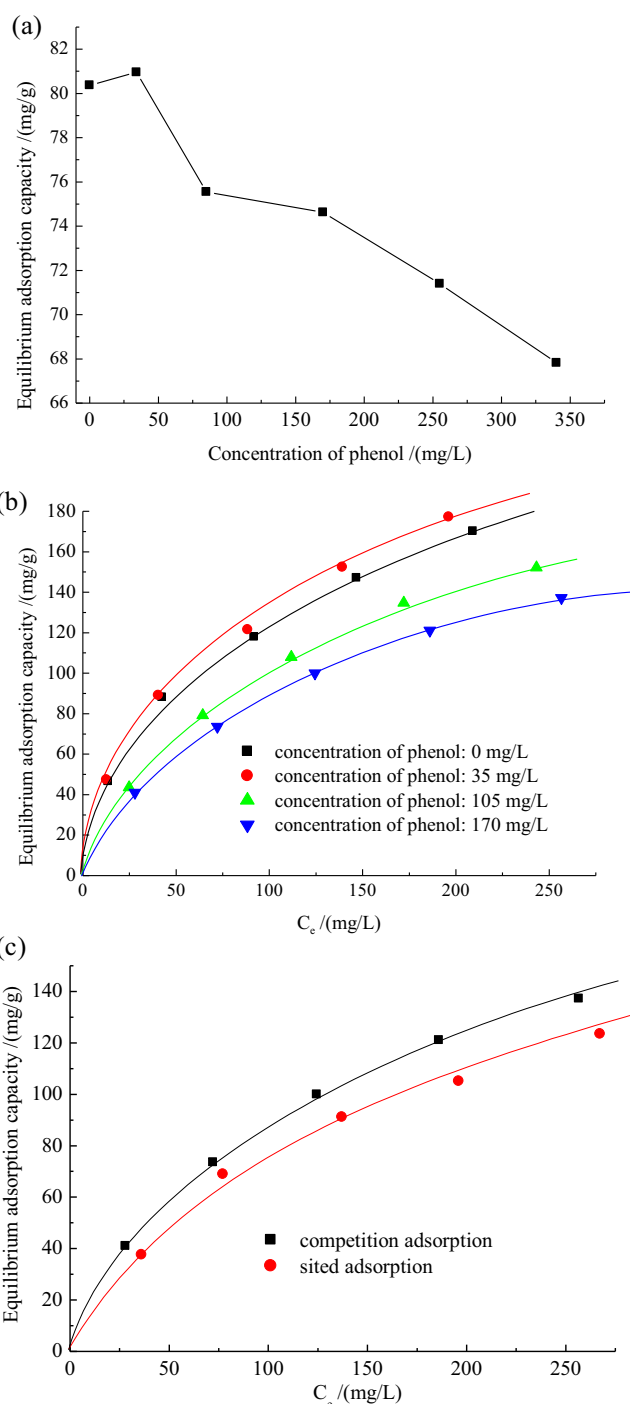 (a)
Equilibrium adsorption capacity /(mg/g)
82
80
78
76
74
72
70
68
66
0 50 100 150 200 250 300 350
Concentration of phenol /(mg/L)
(b)
Equilibrium adsorption capacity /(mg/g)
180
160
140
120
100
80
60
40
20
0
concentration of phenol: 0 mg/L
concentration of phenol: 35 mg/L
concentration of phenol: 105 mg/L
concentration of phenol: 170 mg/L
0 50 100 150 200 250
Ce /(mg/L)
(c)
Equilibrium adsorption capacity /(mg/g)
140
120
100
80
60
40
20
0
competition adsorption
sited adsorption
0 50 100 150 200 250
Ce /(mg/L)